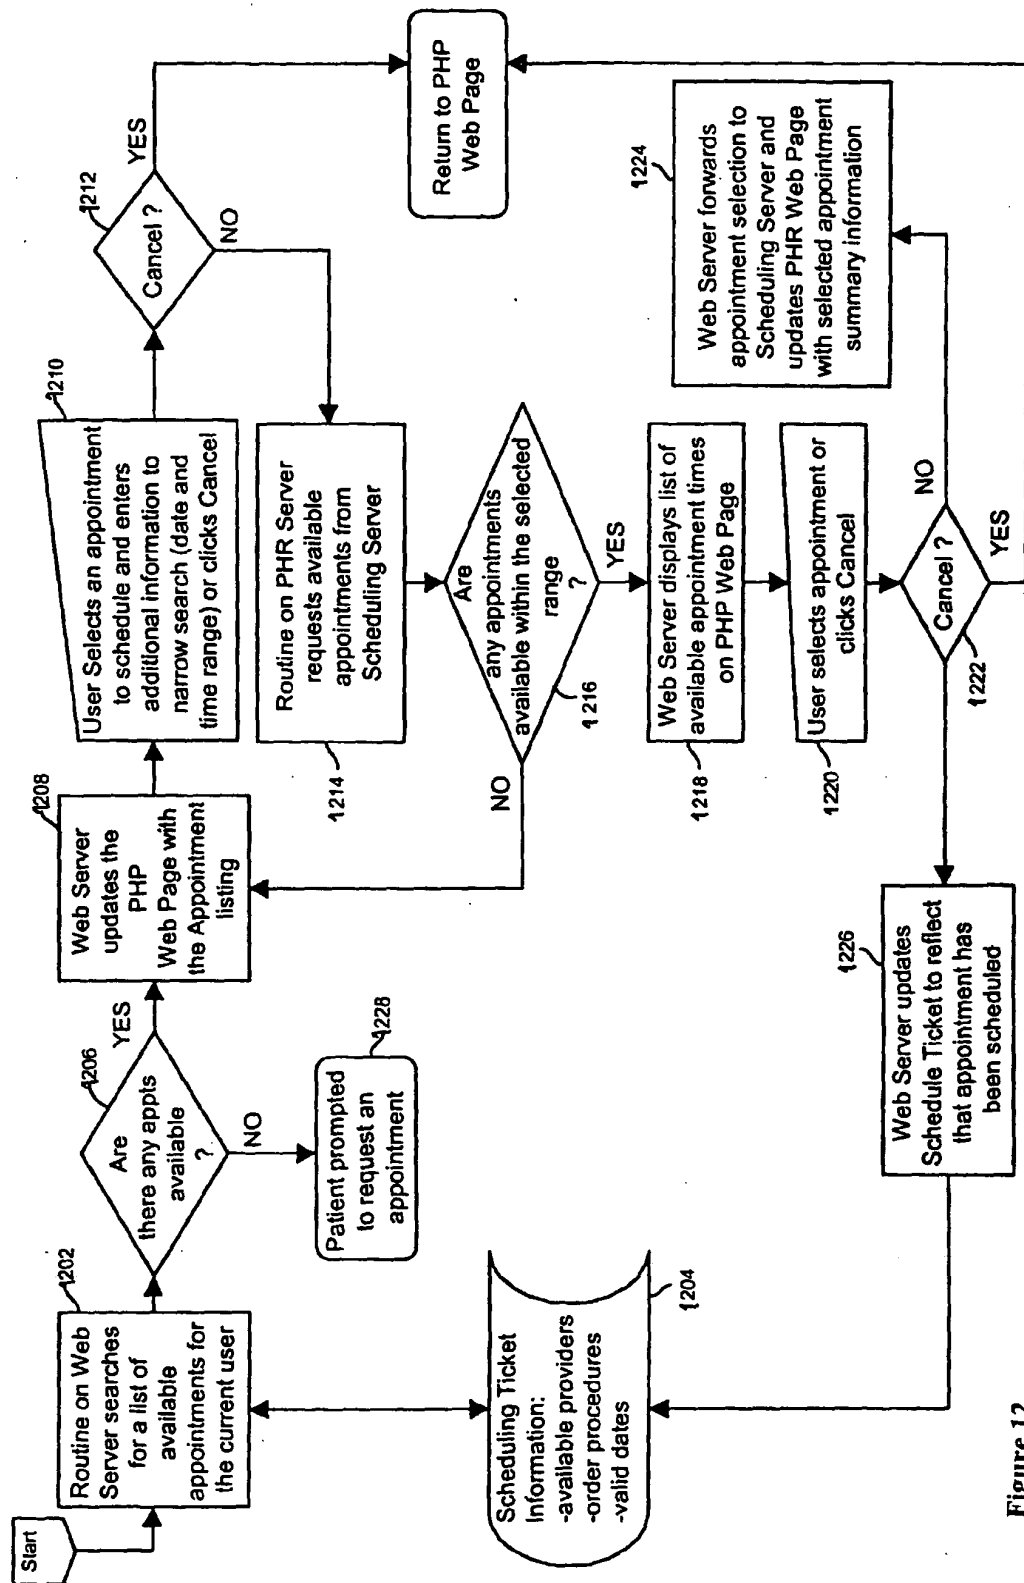 Start
1202
Routine on Web
Server searches
for a list of
available
appointments for
the current user
1204
Scheduling Ticket
Information:
-available providers
-order procedures
-valid dates
1206
Are
there any appts
available
?
YES
NO
1228
Patient prompted
to request an
appointment
1208
Web Server
updates the
PHP
Web Page with
the Appointment
listing
1210
User Selects an appointment
to schedule and enters
additional Information to
narrow search (date and
time range) or clicks Cancel
1212
Cancel ?
YES
NO
Return to PHP
Web Page
1214
Routine on PHR Server
requests available
appointments from
Scheduling Server
Are
any appointments
available within the selected
range
?
1216
NO
YES
1218
Web Server displays list of
available appointment times
on PHP Web Page
1220
User selects appointment or
clicks Cancel
Cancel ?
1222
NO
YES
1224
Web Server forwards
appointment selection to
Scheduling Server and
updates PHR Web Page
with selected appointment
summary information
1226
Web Server updates
Schedule Ticket to reflect
that appointment has
been scheduled
Figure 12